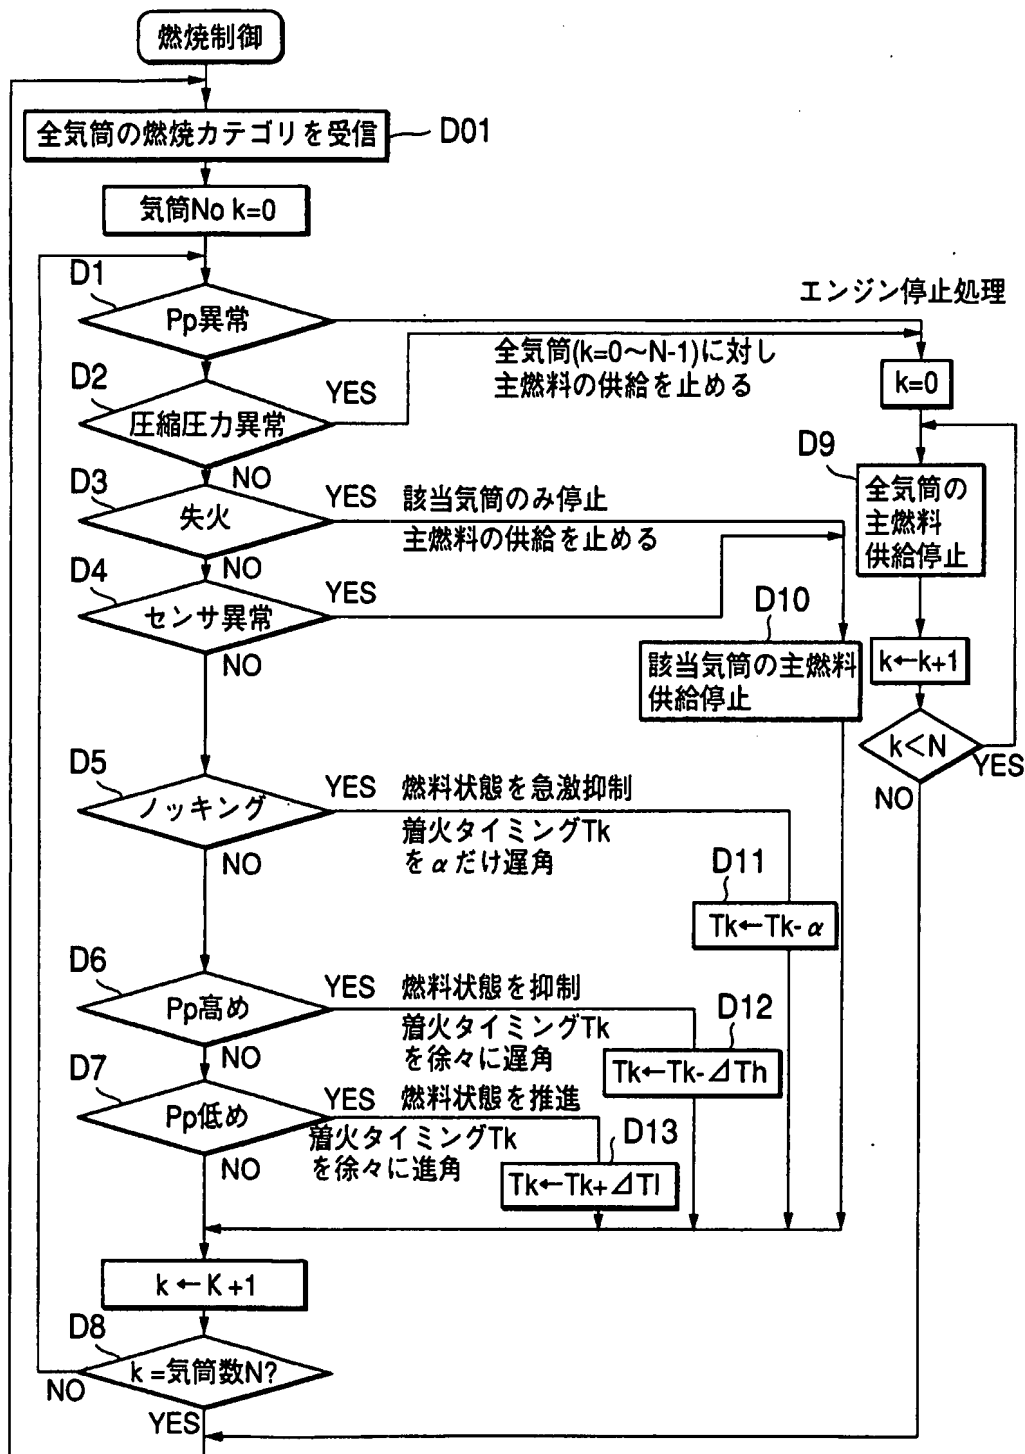 燃焼制御
全気筒の燃焼カテゴリを受信
D01
気筒No k=0
D1
Pp異常
エンジン停止処理
全気筒(k=0〜N-1)に対し
主燃料の供給を止める
k=0
D2
圧縮圧力異常
YES
NO
D9
全気筒の
主燃料
供給停止
D3
失火
YES
該当気筒のみ停止
主燃料の供給を止める
NO
D4
センサ異常
YES
NO
D10
該当気筒の主燃料
供給停止
k←k+1
k<N
YES
NO
D5
ノッキング
YES
燃料状態を急激抑制
着火タイミングTk
をαだけ遅角
NO
D11
Tk←Tk-α
D6
Pp高め
YES
燃料状態を抑制
着火タイミングTk
を徐々に遅角
NO
D12
Tk←Tk-⊿Th
D7
Pp低め
YES
燃料状態を推進
着火タイミングTk
を徐々に進角
NO
D13
Tk←Tk+⊿Tl
k←K+1
D8
k=気筒数N?
NO
YES